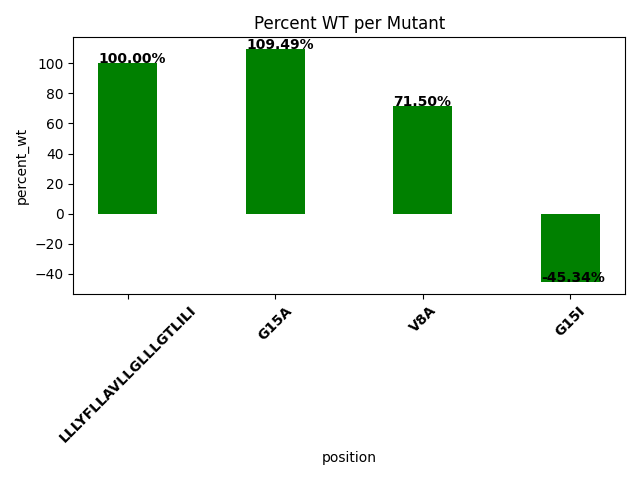 Percent WT per Mutant
percent_wt
100
80
60
40
20
0
−20
−40
100.00%
109.49%
71.50%
-45.34%
LLLYFLLAVLLGLLLGTLILI
G15A
V8A
G15I
position